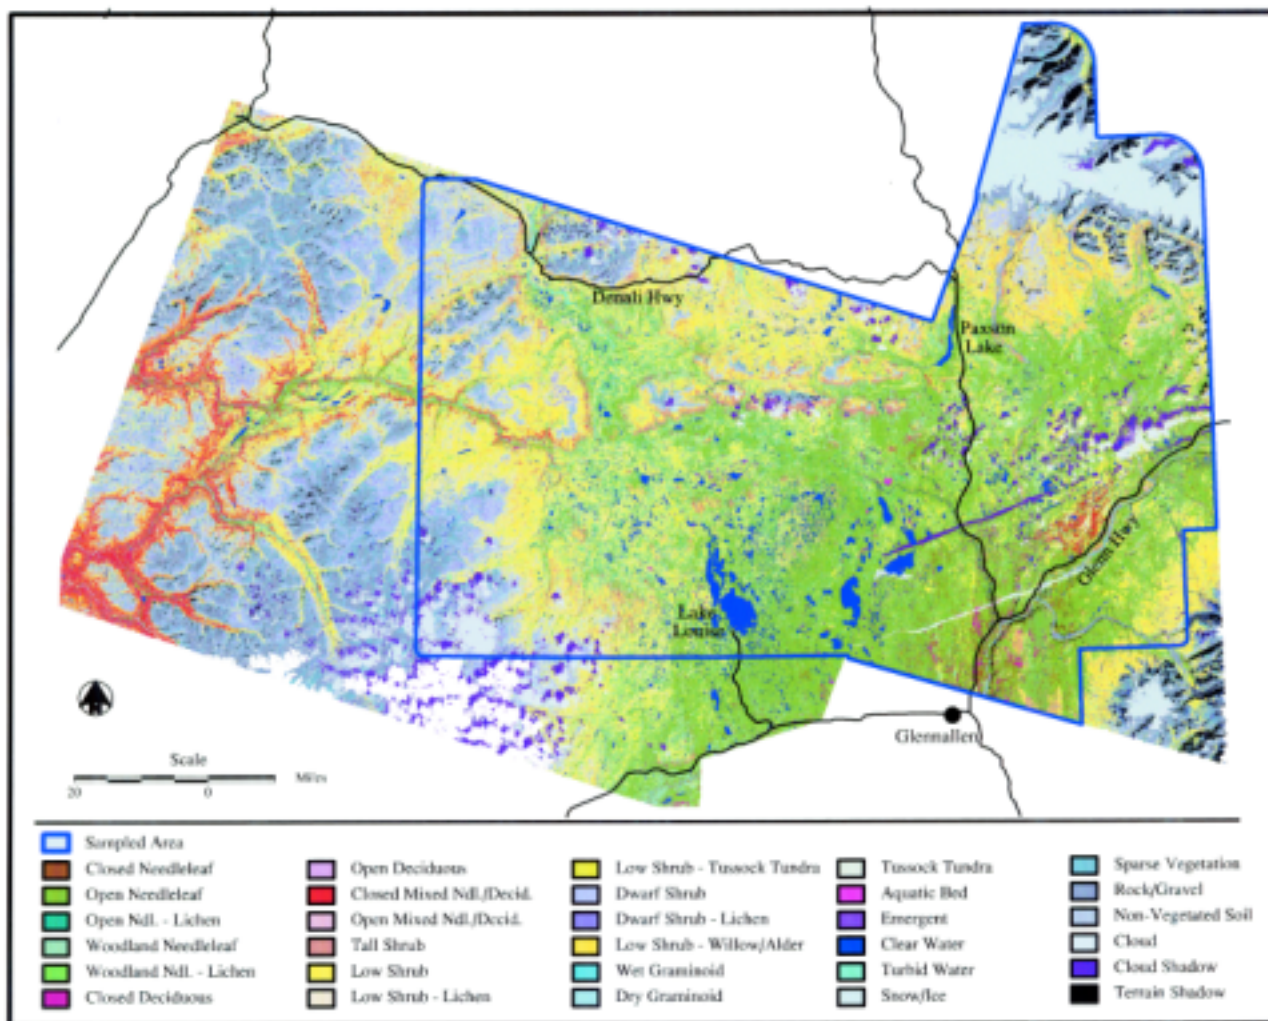 Denali Hwy
Paxson
Lake
Glenn Hwy
Lake
Louise
Glennallen
Scale
Miles
20
0
Sampled Area
Closed Needleleaf
Open Needleleaf
Open Ndl. - Lichen
Woodland Needleleaf
Woodland Ndl. - Lichen
Closed Deciduous
Open Deciduous
Closed Mixed Ndl./Decid.
Open Mixed Ndl./Decid.
Tall Shrub
Low Shrub
Low Shrub - Lichen
Low Shrub - Tussock Tundra
Dwarf Shrub
Dwarf Shrub - Lichen
Low Shrub - Willow/Alder
Wet Graminoid
Dry Graminoid
Tussock Tundra
Aquatic Bed
Emergent
Clear Water
Turbid Water
Snow/Ice
Sparse Vegetation
Rock/Gravel
Non-Vegetated Soil
Cloud
Cloud Shadow
Terrain Shadow